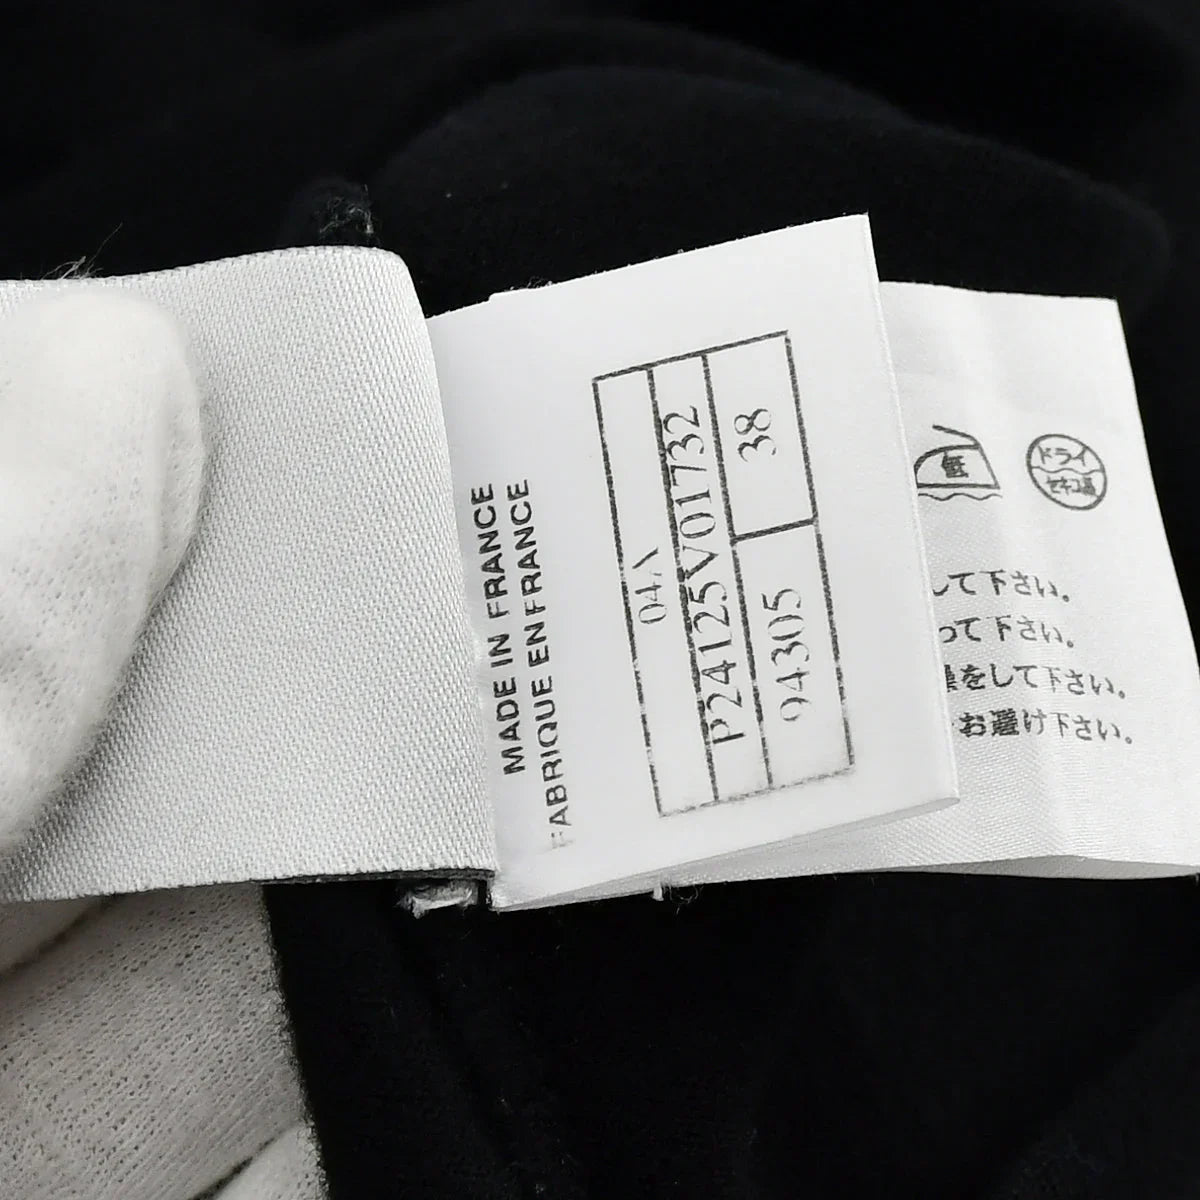 MADE IN FRANCE
FABRIQUE EN FRANCE
04A
P24125V01732
94305 38
低
ドライ
セキユ系
して下さい。
って下さい。
をして下さい。
お避け下さい。